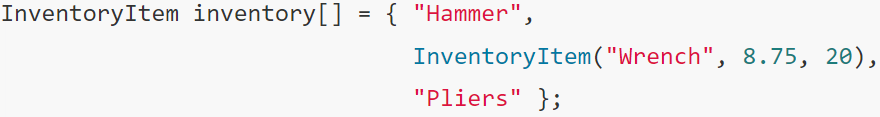 InventoryItem inventory[] = { "Hammer",
InventoryItem("Wrench", 8.75, 20),
"Pliers" };